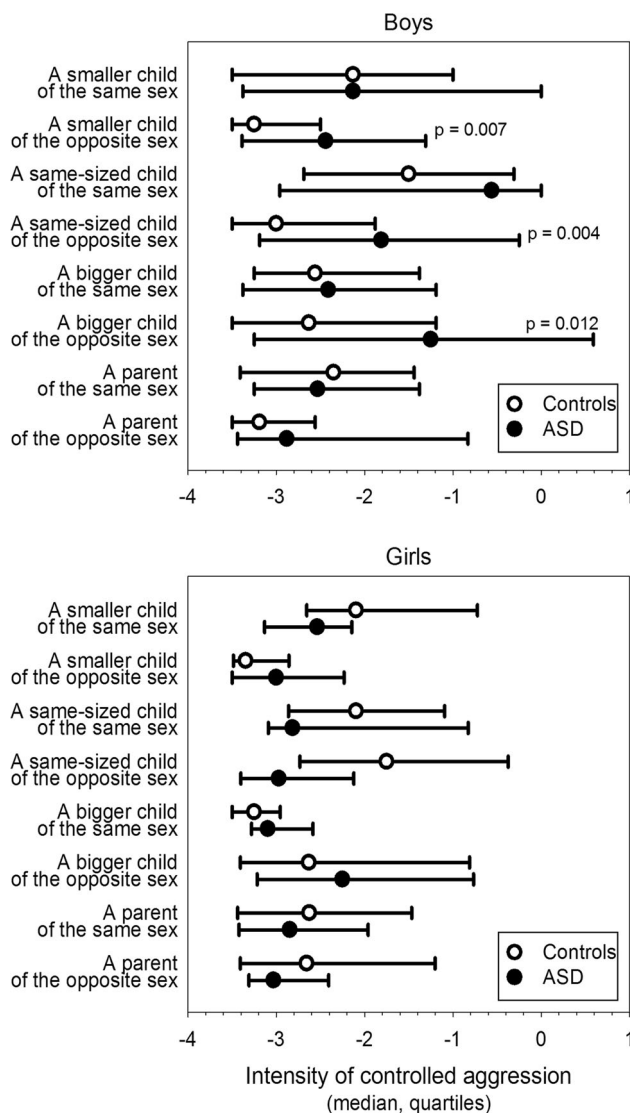 Boys
A smaller child
of the same sex
A smaller child
of the opposite sex
p = 0.007
A same-sized child
of the same sex
A same-sized child
of the opposite sex
p = 0.004
A bigger child
of the same sex
A bigger child
of the opposite sex
p = 0.012
A parent
of the same sex
A parent
of the opposite sex
Controls
ASD
-4 -3 -2 -1 0 1
Girls
A smaller child
of the same sex
A smaller child
of the opposite sex
A same-sized child
of the same sex
A same-sized child
of the opposite sex
A bigger child
of the same sex
A bigger child
of the opposite sex
A parent
of the same sex
A parent
of the opposite sex
Controls
ASD
-4 -3 -2 -1 0 1
Intensity of controlled aggression
(median, quartiles)